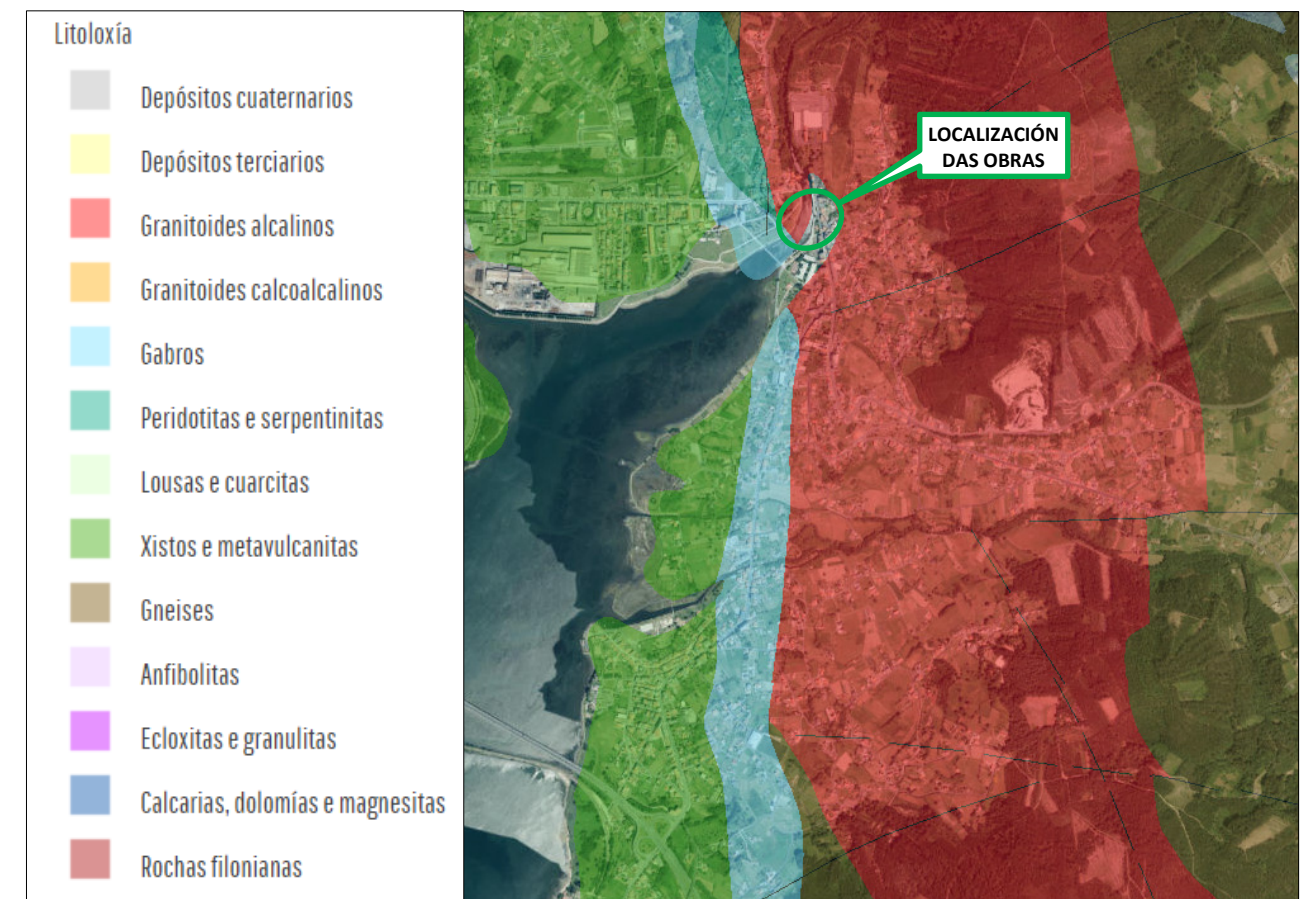 Litoloxía
Depósitos cuaternarios
Depósitos terciarios
Granitoides alcalinos
Granitoides calcoalcalinos
Gabros
Peridotitas e serpentinitas
Lousas e cuarcitas
Xistos e metavulcanitas
Gneises
Anfibolitas
Ecloxitas e granulitas
Calcarias, dolomías e magnesitas
Rochas filonianas
LOCALIZACIÓN
DAS OBRAS